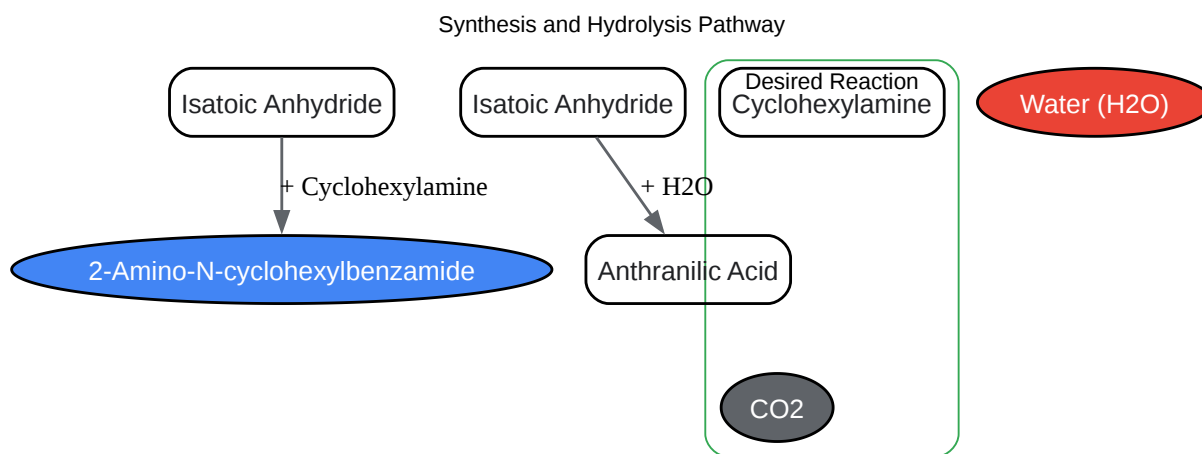 Synthesis and Hydrolysis Pathway
Isatoic Anhydride
Isatoic Anhydride
Desired Reaction
Cyclohexylamine
Water (H2O)
+ Cyclohexylamine
+ H2O
2-Amino-N-cyclohexylbenzamide
Anthranilic Acid
CO2